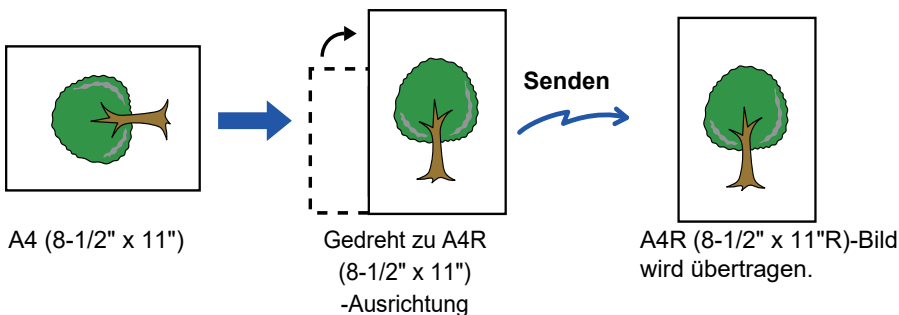 Senden
A4 (8-1/2" x 11")
Gedreht zu A4R
(8-1/2" x 11")
-Ausrichtung
A4R (8-1/2" x 11"R)-Bild
wird übertragen.